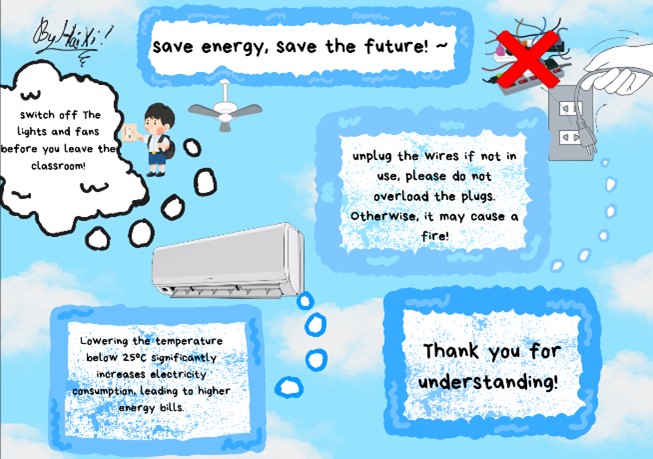 By Hai Xi!
save energy, save the future! ~
switch off The
lights and fans
before you leave the
classroom!
unplug the wires if not in
use, please do not
overload the plugs.
Otherwise, it may cause a
fire!
Lowering the temperature
below 25°C significantly
increases electricity
consumption, leading to higher
energy bills.
Thank you for
understanding!